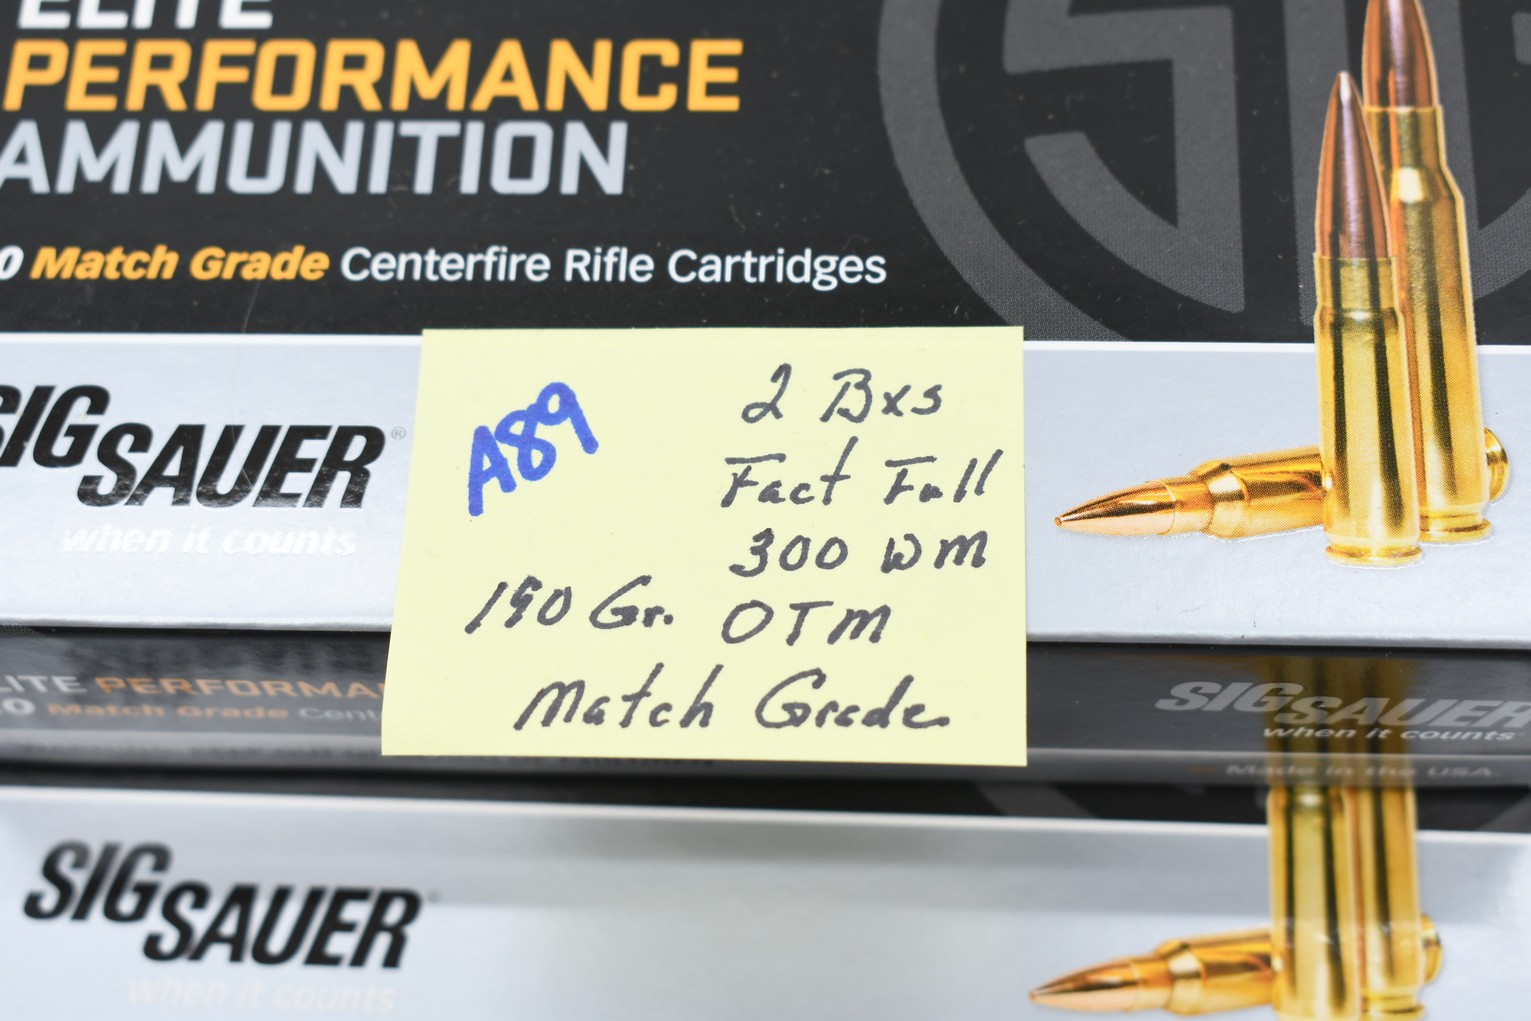 ELITE
PERFORMANCE
AMMUNITION
0 Match Grade Centerfire Rifle Cartridges
SIG SAUER®
when it counts
A89
2 Bxs
Fact Full
300 WM
190 Gr. OTM
Match Grade
ELITE PERFORMA
0 Match Grade Cent
SIG SAUER
when it counts
Made in the USA.
SIG SAUER
when it counts